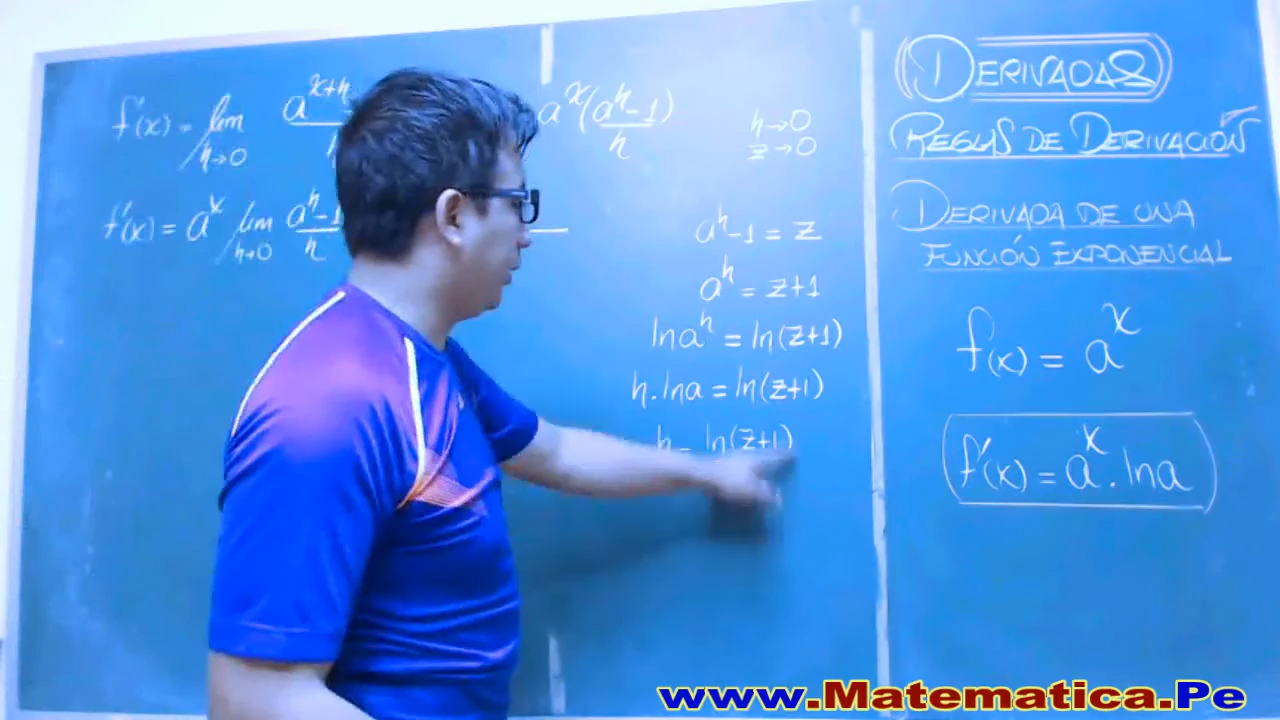 f'(x) = lim h→0 a^(x+h) a^x(a^h-1)/h
f'(x) = a^x lim h→0 (a^h-1)/h
h→0
z→0
a^h-1 = z
a^h = z+1
ln a^h = ln(z+1)
h.lna = ln(z+1)
h = ln(z+1)
DERIVADAS
REGLAS DE DERIVACIÓN
DERIVADA DE UNA
FUNCIÓN EXPONENCIAL
f(x) = a^x
f'(x) = a^x.lna
www.Matematica.Pe